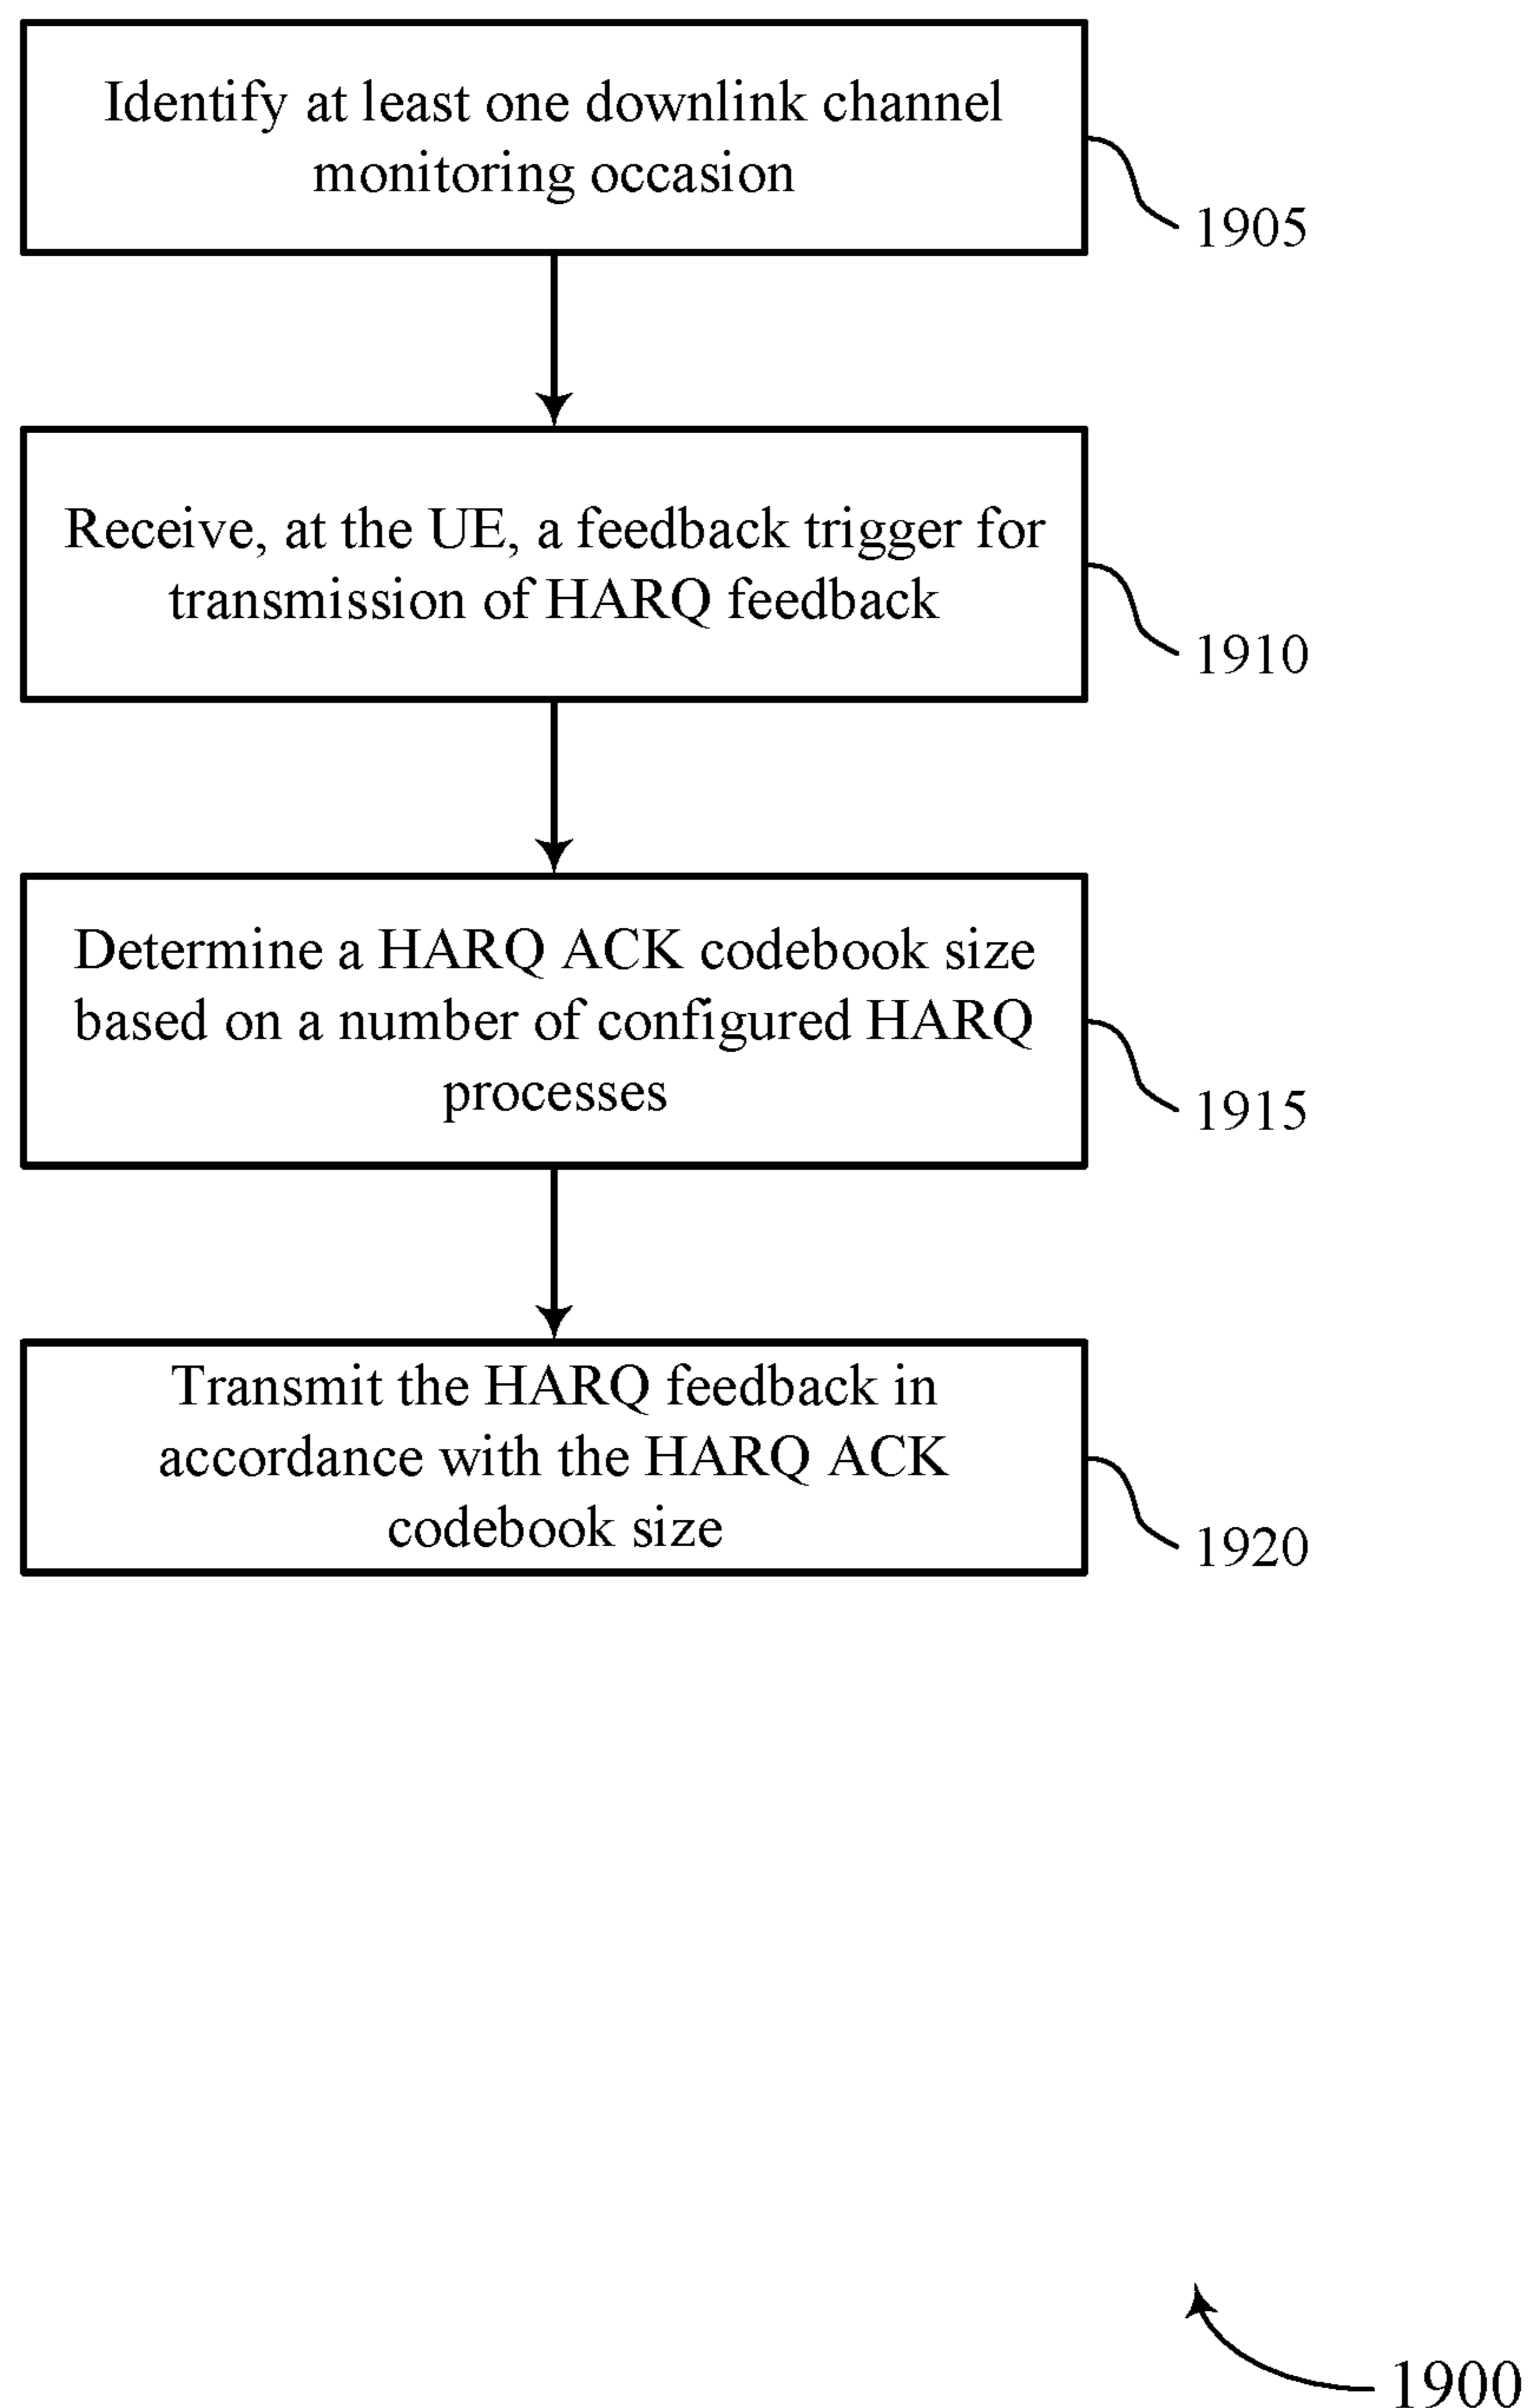 Identify at least one downlink channel
monitoring occasion
1905
Receive, at the UE, a feedback trigger for
transmission of HARQ feedback
1910
Determine a HARQ ACK codebook size
based on a number of configured HARQ
processes
1915
Transmit the HARQ feedback in
accordance with the HARQ ACK
codebook size
1920
1900